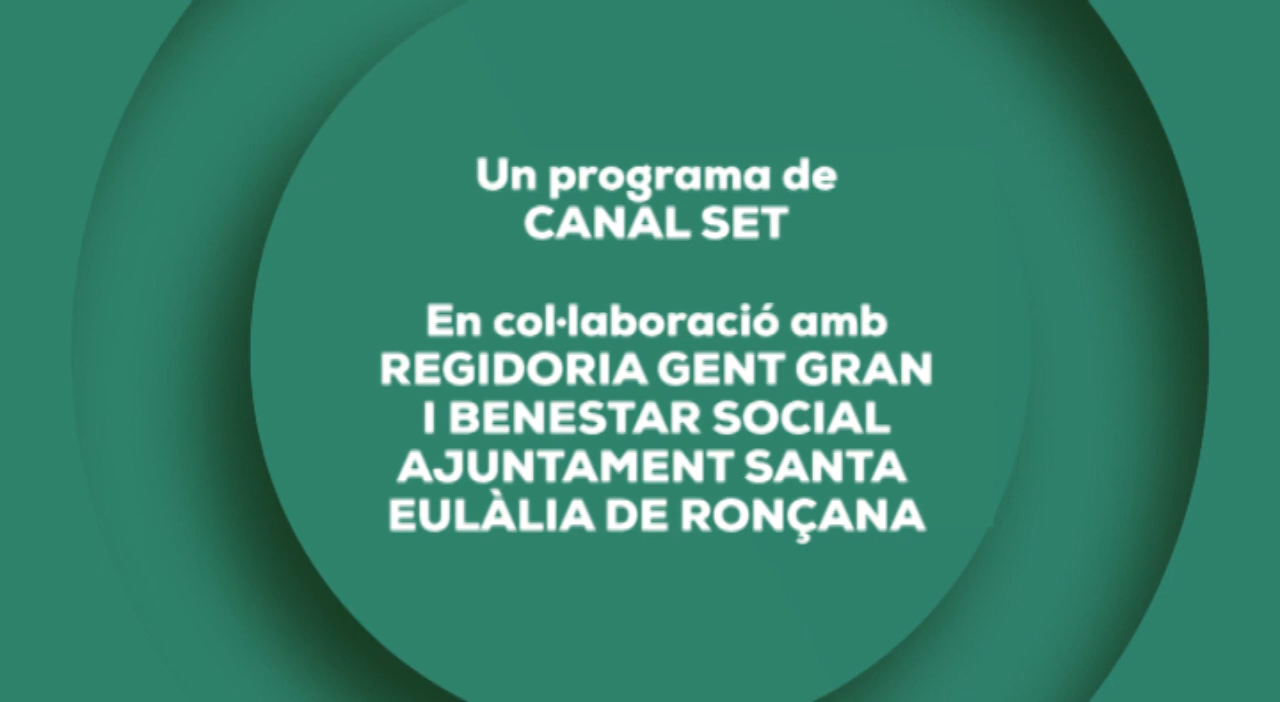 Un programa de
CANAL SET
En col·laboració amb
REGIDORIA GENT GRAN
I BENESTAR SOCIAL
AJUNTAMENT SANTA
EULÀLIA DE RONÇANA